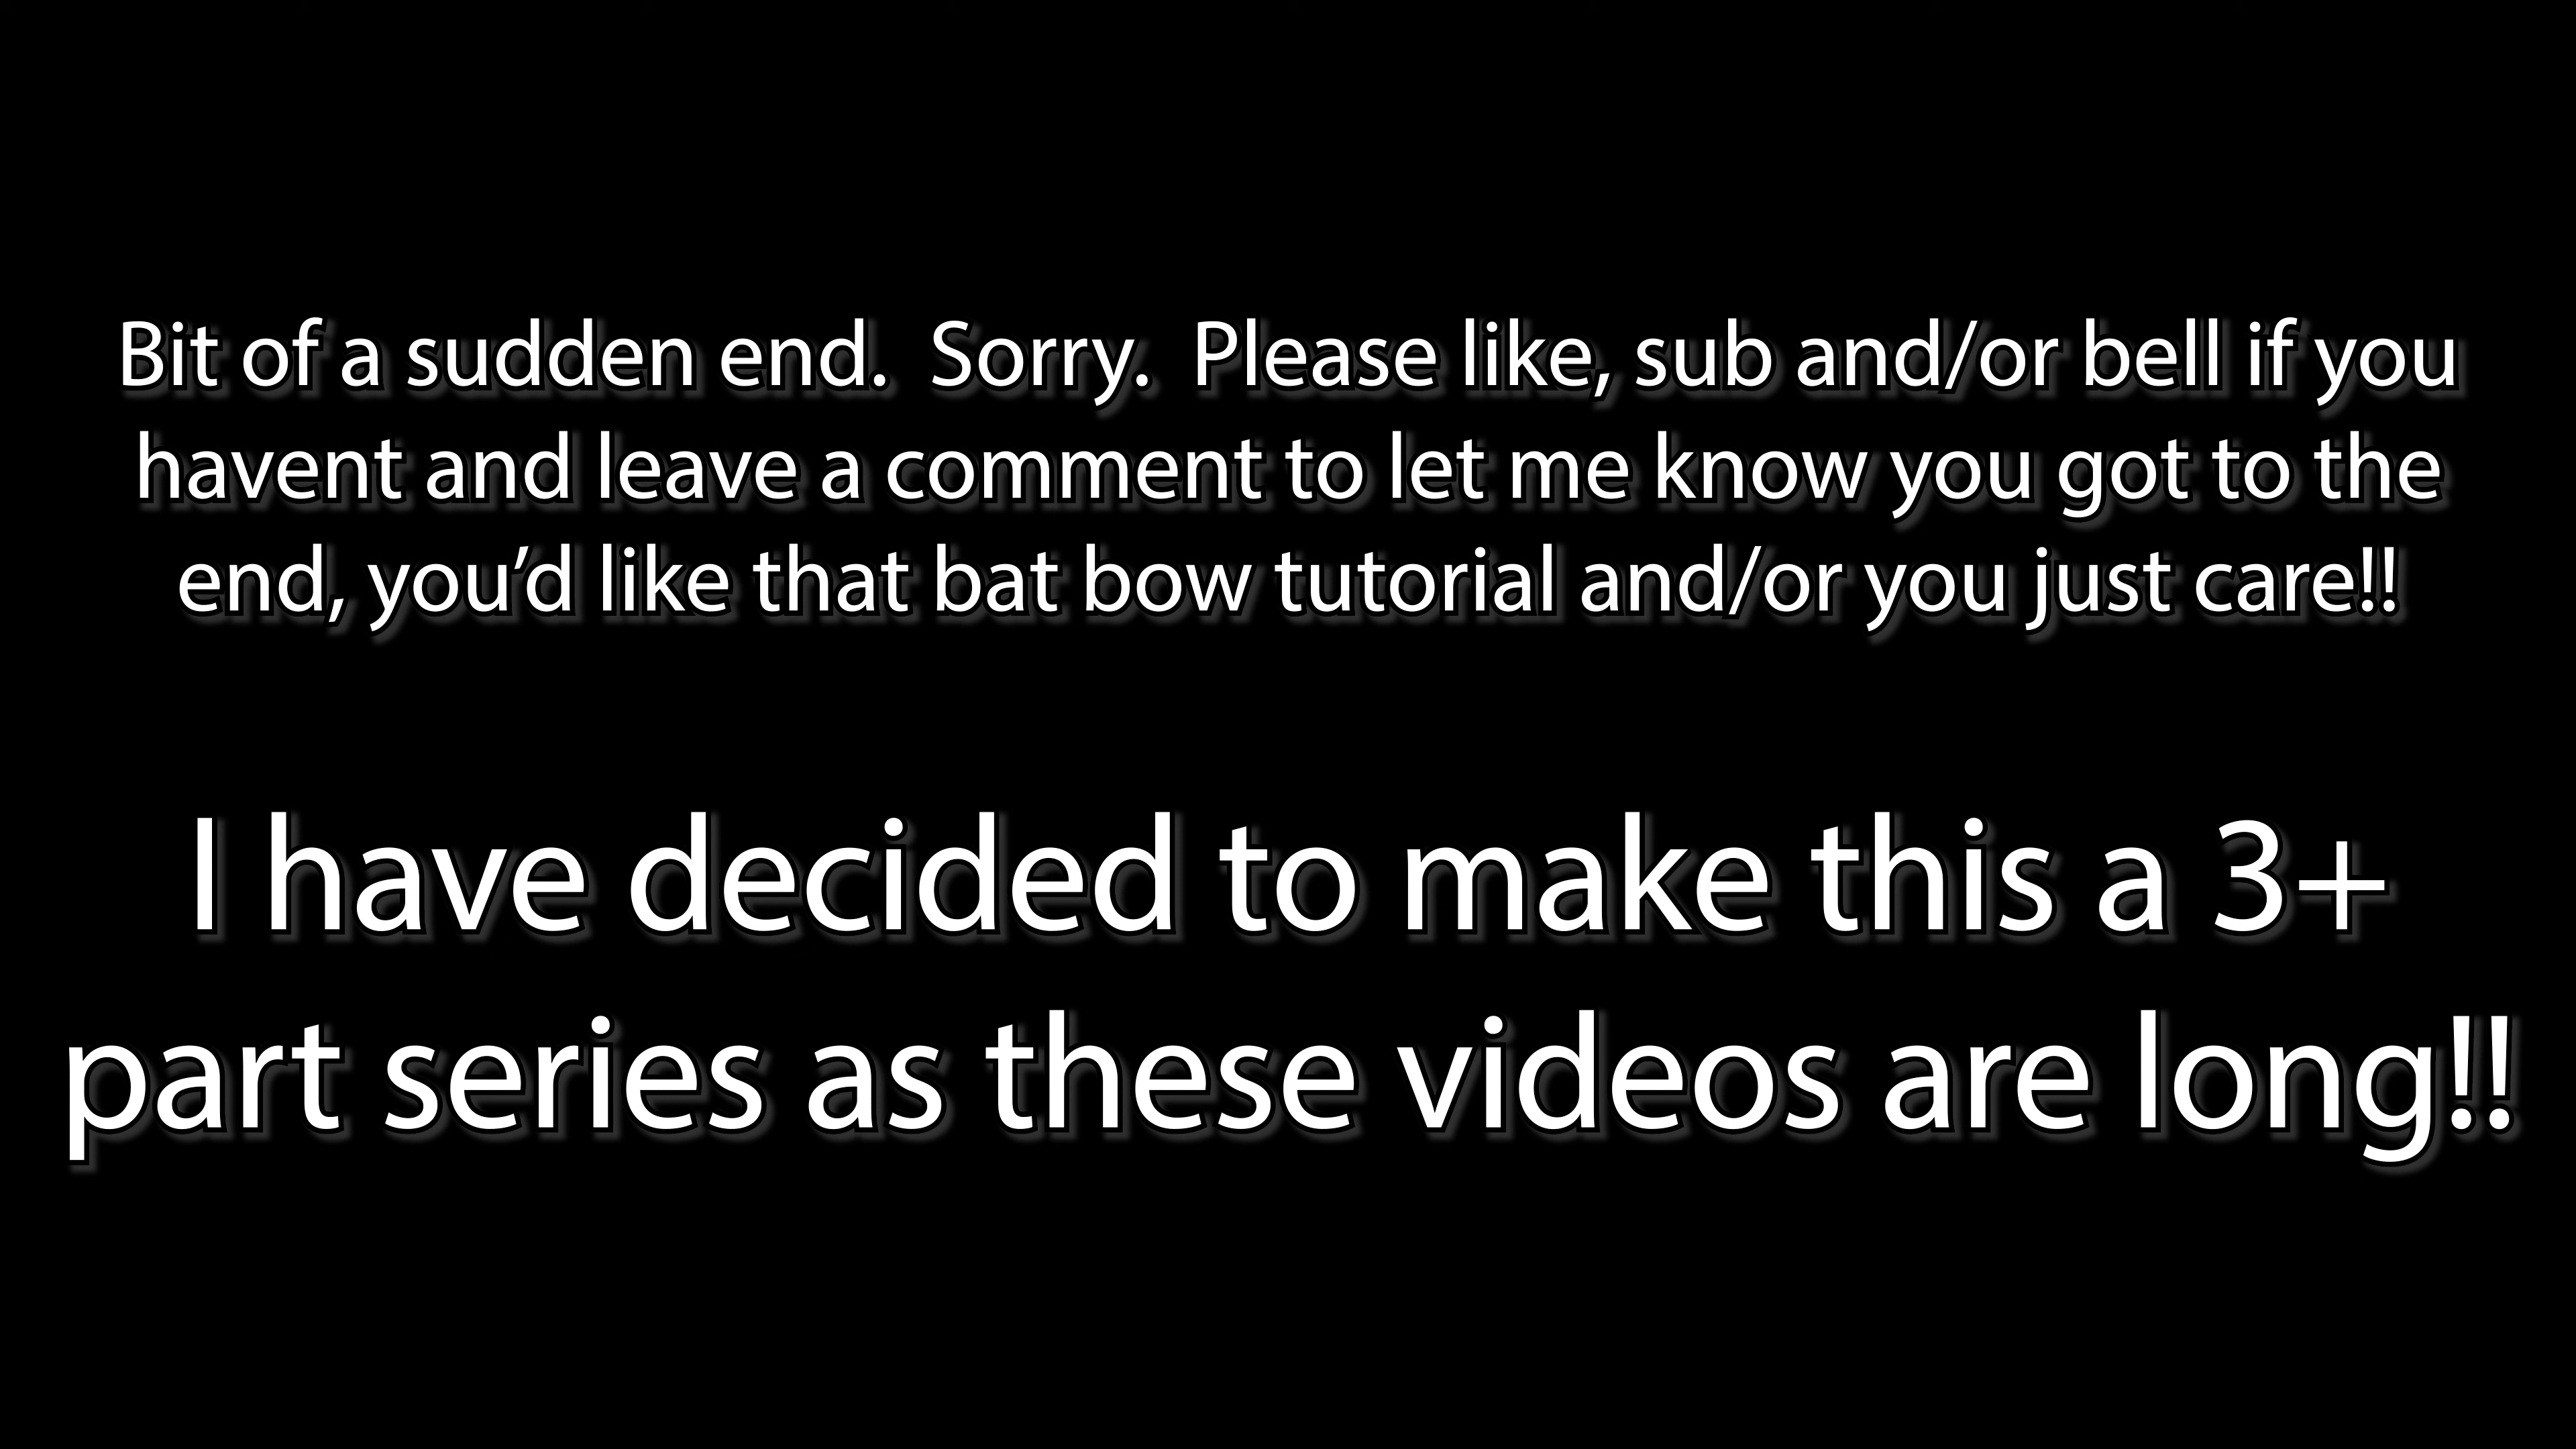 Bit of a sudden end.  Sorry.  Please like, sub and/or bell if you
havent and leave a comment to let me know you got to the
end, you’d like that bat bow tutorial and/or you just care!!
I have decided to make this a 3+
part series as these videos are long!!